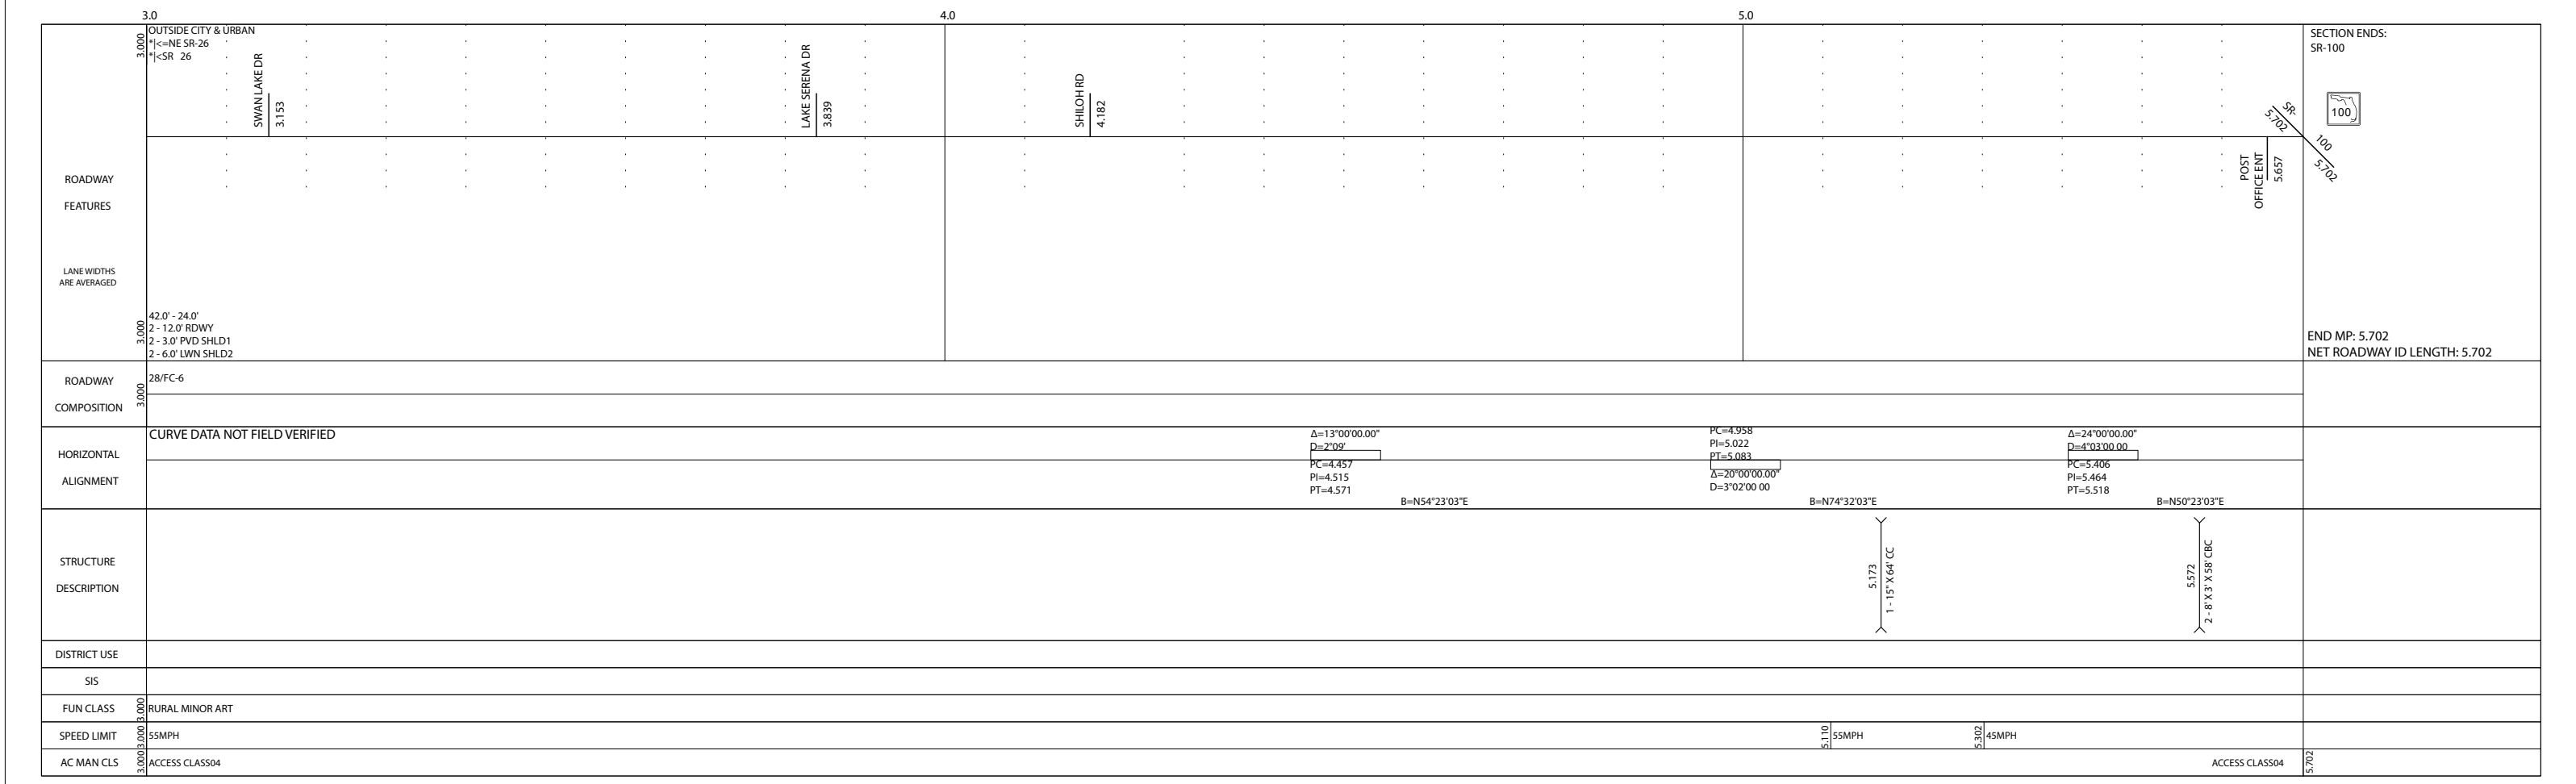 3.0
4.0
5.0
3.000
OUTSIDE CITY & URBAN
*|<=NE SR-26
*|<SR 26
SWAN LAKE DR
3.153
LAKE SERENA DR
3.839
SHILOH RD
4.182
SR-
5.702
100
5.702
POST
OFFICE ENT
5.657
SECTION ENDS:
SR-100
100
ROADWAY
FEATURES
LANE WIDTHS
ARE AVERAGED
3.000
42.0' - 24.0'
2 - 12.0' RDWY
2 - 3.0' PVD SHLD1
2 - 6.0' LWN SHLD2
END MP: 5.702
NET ROADWAY ID LENGTH: 5.702
ROADWAY
COMPOSITION
3.000
28/FC-6
HORIZONTAL
ALIGNMENT
CURVE DATA NOT FIELD VERIFIED
Δ=13°00'00.00"
D=2°09'
PC=4.457
PI=4.515
PT=4.571
B=N54°23'03"E
PC=4.958
PI=5.022
PT=5.083
Δ=20°00'00.00"
D=3°02'00 00
B=N74°32'03"E
Δ=24°00'00.00"
D=4°03'00 00
PC=5.406
PI=5.464
PT=5.518
B=N50°23'03"E
STRUCTURE
DESCRIPTION
5.173
1 - 15" X 64' CC
5.572
2 - 8' X 3' X 58' CBC
DISTRICT USE
SIS
FUN CLASS
3.000
RURAL MINOR ART
SPEED LIMIT
3.000
55MPH
5.110
55MPH
5.302
45MPH
AC MAN CLS
3.000
ACCESS CLASS04
ACCESS CLASS04
5.702